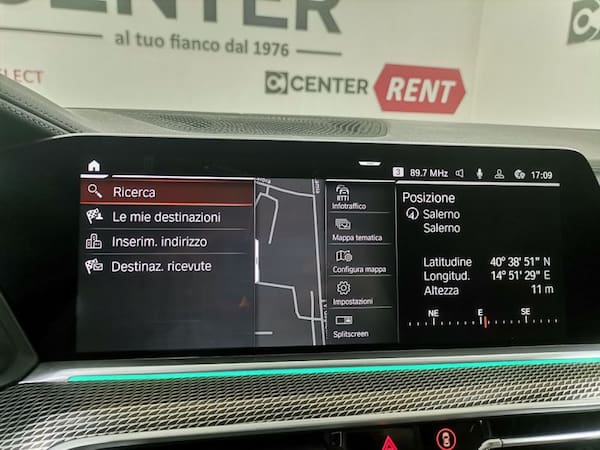 CENTER
al tuo fianco dal 1976
ELECT
CENTER
RENT
3 89.7 MHz 17:09
Ricerca
Le mie destinazioni
Inserim. indirizzo
Destinaz. ricevute
RTTI
Infotraffico
Mappa tematica
Configura mappa
Impostazioni
Splitscreen
Posizione
Salerno
Salerno
Latitudine 40° 38' 51" N
Longitud. 14° 51' 29" E
Altezza 11 m
NE E SE